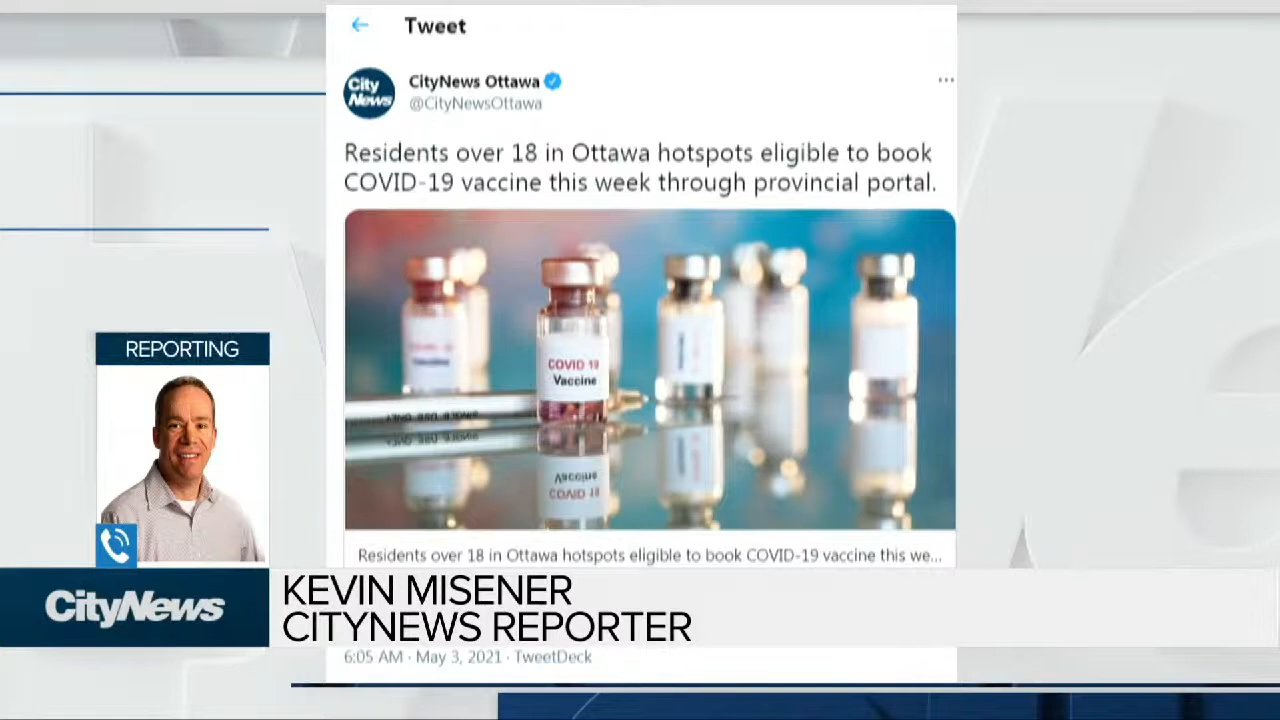 Tweet
City News
CityNews Ottawa
@CityNewsOttawa
Residents over 18 in Ottawa hotspots eligible to book
COVID-19 vaccine this week through provincial portal.
COVID 19
Vaccine
Residents over 18 in Ottawa hotspots eligible to book COVID-19 vaccine this we...
REPORTING
CityNews
KEVIN MISENER
CITYNEWS REPORTER
6:05 AM · May 3, 2021 · TweetDeck